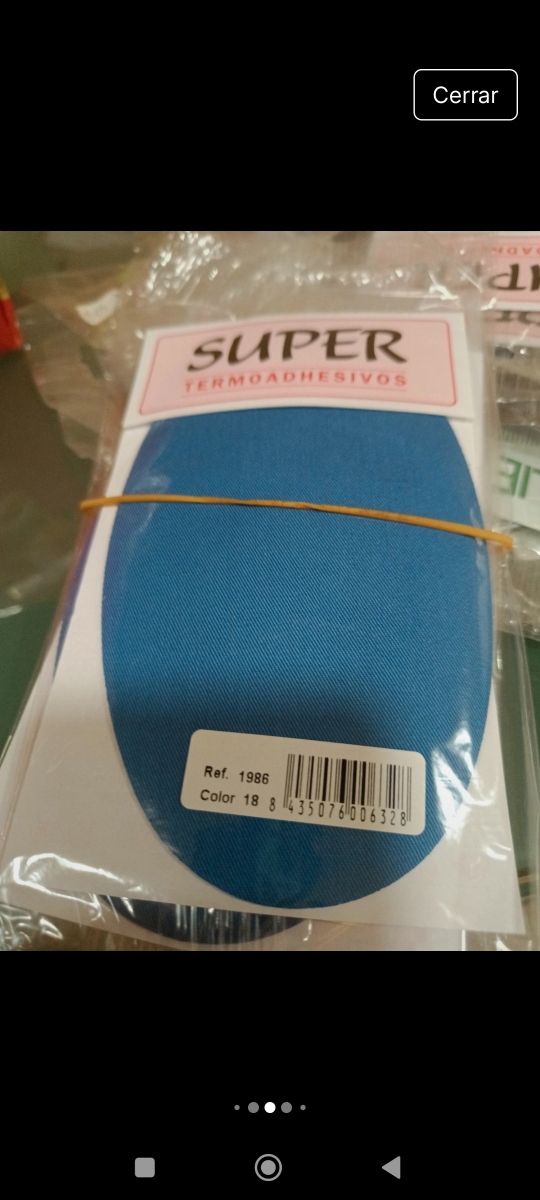 Cerrar
SUPER
TERMOADHESIVOS
Ref. 1986
Color 18
8 435076 006328